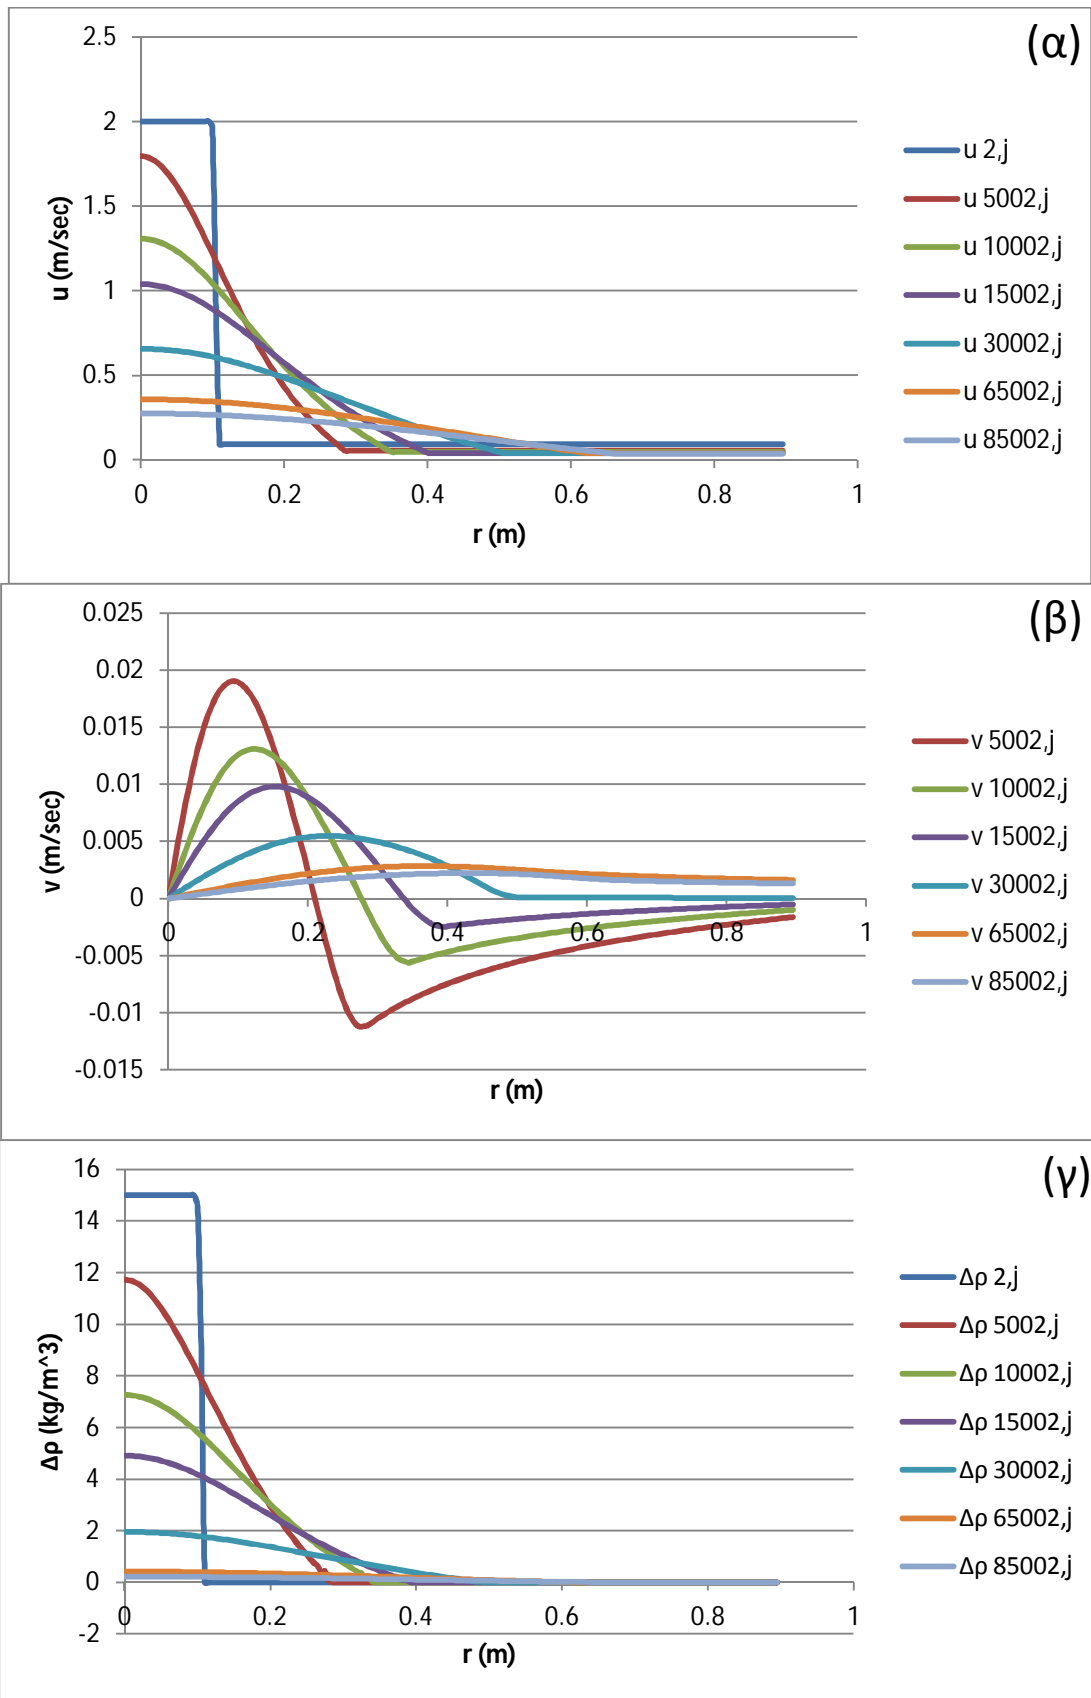 (α)
2.5
2
1.5
1
0.5
0
u (m/sec)
0 0.2 0.4 0.6 0.8 1
r (m)
u 2,j
u 5002,j
u 10002,j
u 15002,j
u 30002,j
u 65002,j
u 85002,j
(β)
0.025
0.02
0.015
0.01
0.005
0
-0.005
-0.01
-0.015
v (m/sec)
0 0.2 0.4 0.6 0.8 1
r (m)
v 5002,j
v 10002,j
v 15002,j
v 30002,j
v 65002,j
v 85002,j
(γ)
16
14
12
10
8
6
4
2
0
-2
Δρ (kg/m^3)
0 0.2 0.4 0.6 0.8 1
r (m)
Δρ 2,j
Δρ 5002,j
Δρ 10002,j
Δρ 15002,j
Δρ 30002,j
Δρ 65002,j
Δρ 85002,j